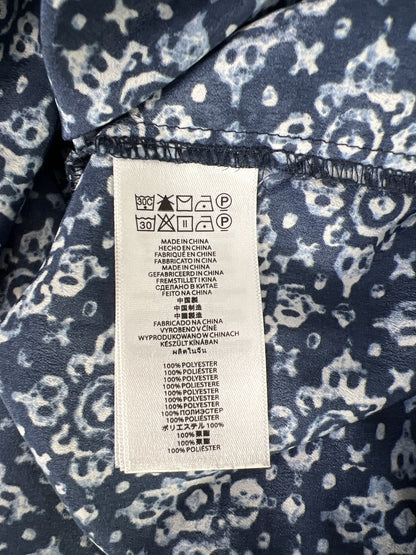 30C P
30 P
MADE IN CHINA
HECHO EN CHINA
FABRIQUÉ EN CHINE
FABBRICATO IN CINA
MADE IN CHINA
GEFABRICEERD IN CHINA
FREMSTILLET I KINA
СДЕЛАНО В КИТАЕ
FEITO NA CHINA
中国製
中国制造
中國製造
FABRICADO NA CHINA
VYROBENO V ČÍNĚ
WYPRODUKOWANO W CHINACH
KÉSZÜLT KÍNÁBAN
ผลิตในจีน
100% POLYESTER
100% POLIÉSTER
100% POLYESTER
100% POLIESTERE
100% POLYESTER
100% POLYESTER
100% POLYESTER
100% ПОЛИЭСТЕР
100% POLIÉSTER
ポリエステル 100%
100% 聚酯
100% 聚酯
100% POLIÉSTER